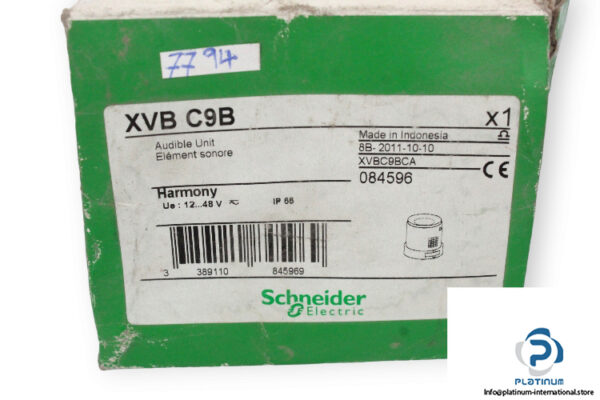 7794
XVB C9B
x1
Audible Unit
Elément sonore
Made in Indonesia
8B- 2011-10-10
XVBC9BCA
084596
CE
Harmony
Ue : 12...48 V
IP 66
3 389110 845969
Schneider
Electric
PLATINUM
Info@platinum-international.store